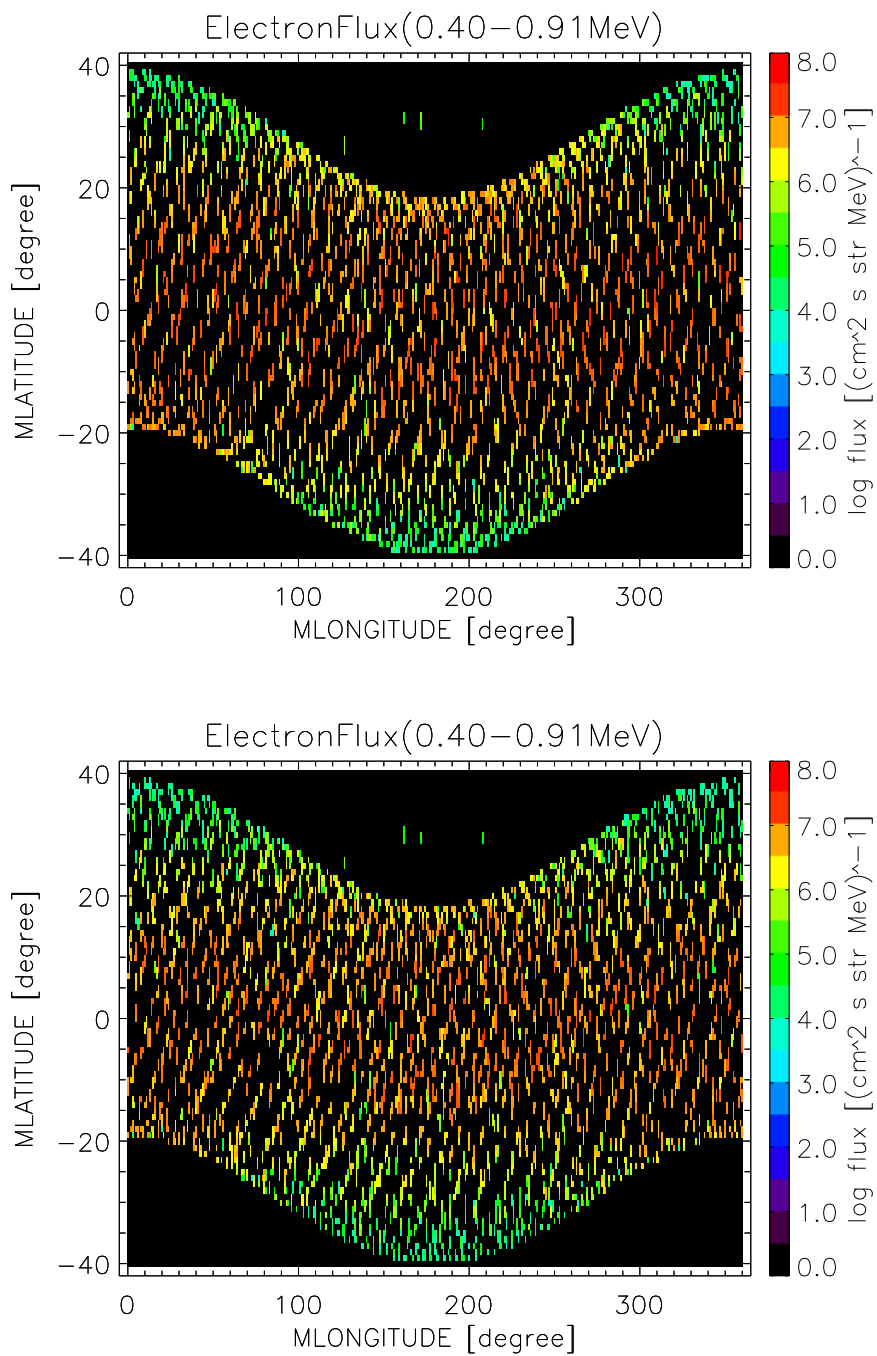 ElectronFlux(0.40−0.91MeV)
40
20
0
−20
−40
MLATITUDE [degree]
0 100 200 300
MLONGITUDE [degree]
8.0
7.0
6.0
5.0
4.0
3.0
2.0
1.0
0.0
log flux [(cm^2 s str MeV)^−1]
ElectronFlux(0.40−0.91MeV)
40
20
0
−20
−40
MLATITUDE [degree]
0 100 200 300
MLONGITUDE [degree]
8.0
7.0
6.0
5.0
4.0
3.0
2.0
1.0
0.0
log flux [(cm^2 s str MeV)^−1]